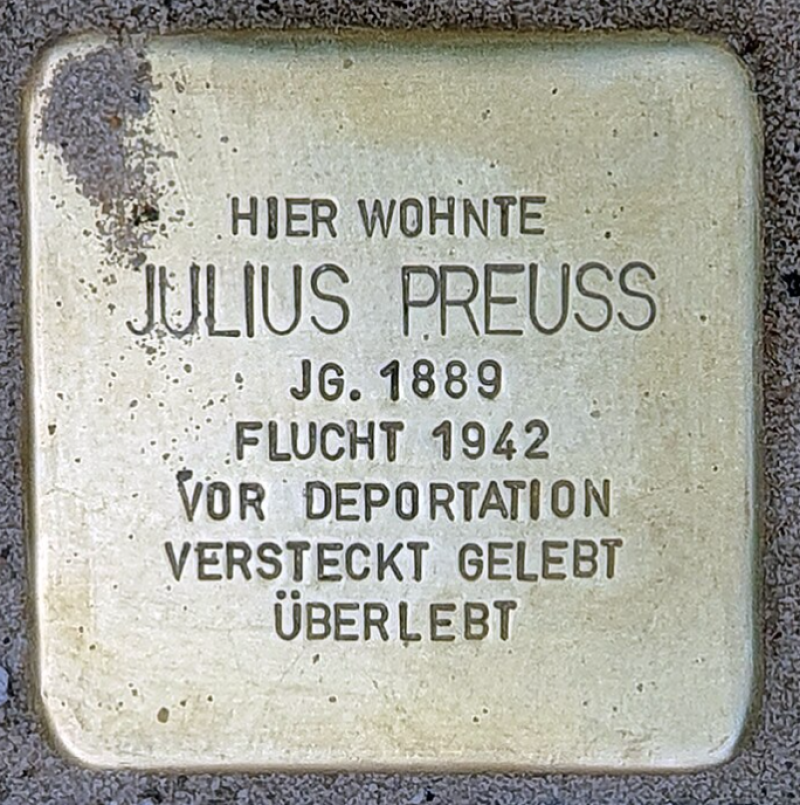 HIER WOHNTE
JULIUS PREUSS
JG. 1889
FLUCHT 1942
VOR DEPORTATION
VERSTECKT GELEBT
ÜBERLEBT